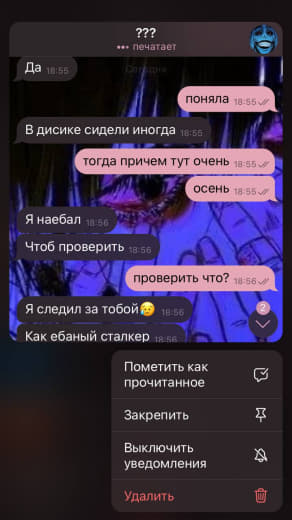 ???
печатает
Да 18:55
Сегодня
поняла 18:55
В дисике сидели иногда 18:55
тогда причем тут очень 18:55
осень 18:55
Я наебал 18:56
Чтоб проверить 18:56
проверить что? 18:56
Я следил за тобой😥 18:56
2
Как ебаный сталкер 18:56
Пометить как
прочитанное
Закрепить
Выключить
уведомления
Удалить